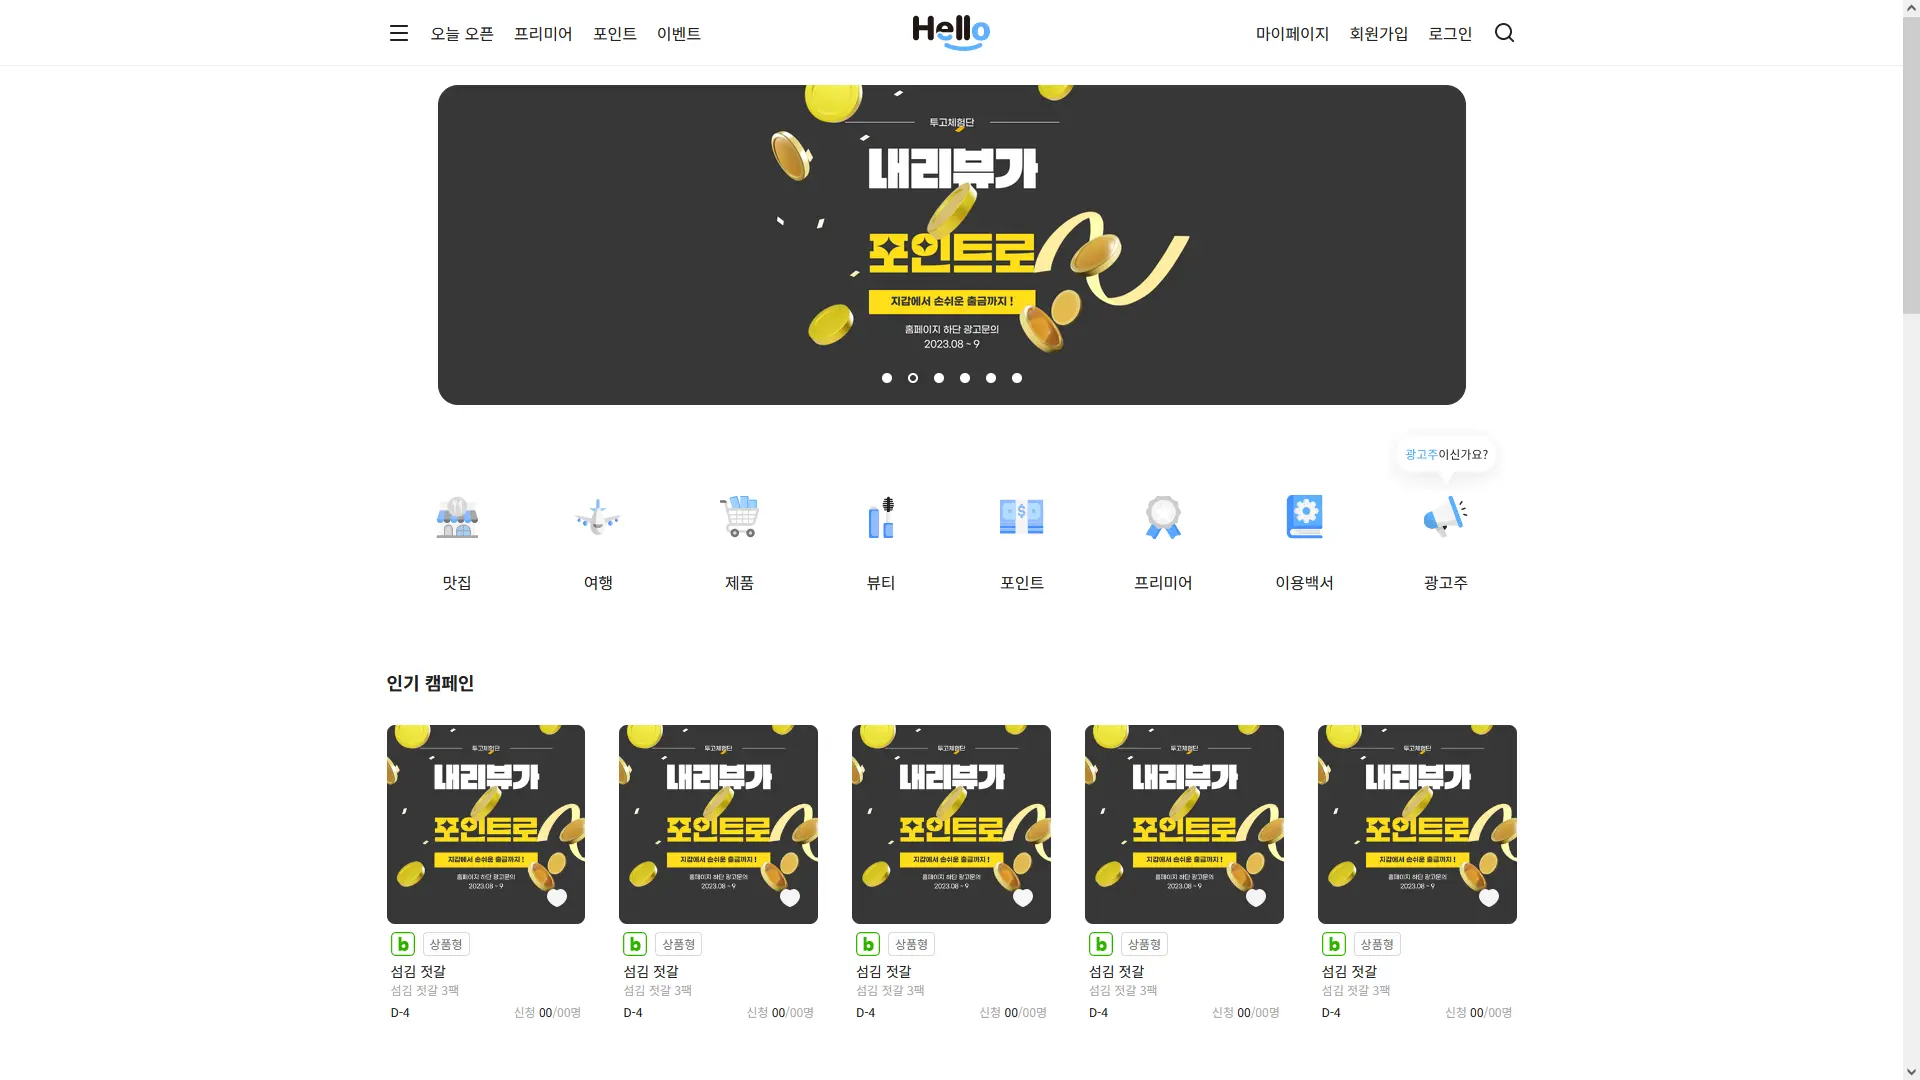 오늘 오픈 프리미어 포인트 이벤트 Hello 마이페이지 회원가입 로그인
투고체험단
내리뷰가
포인트로
지갑에서 손쉬운 출금까지 !
홈페이지 하단 광고문의
2023.08 ~ 9
광고주이신가요?
맛집 여행 제품 뷰티 포인트 프리미어 이용백서 광고주
인기 캠페인
투고체험단 투고체험단 투고체험단 투고체험단 투고체험단
내리뷰가 내리뷰가 내리뷰가 내리뷰가 내리뷰가
포인트로 포인트로 포인트로 포인트로 포인트로
지갑에서 손쉬운 출금까지 ! 지갑에서 손쉬운 출금까지 ! 지갑에서 손쉬운 출금까지 ! 지갑에서 손쉬운 출금까지 ! 지갑에서 손쉬운 출금까지 !
홈페이지 하단 광고문의 홈페이지 하단 광고문의 홈페이지 하단 광고문의 홈페이지 하단 광고문의 홈페이지 하단 광고문의
2023.08 ~ 9 2023.08 ~ 9 2023.08 ~ 9 2023.08 ~ 9 2023.08 ~ 9
b 상품형 b 상품형 b 상품형 b 상품형 b 상품형
섬김 젓갈 섬김 젓갈 섬김 젓갈 섬김 젓갈 섬김 젓갈
섬김 젓갈 3팩 섬김 젓갈 3팩 섬김 젓갈 3팩 섬김 젓갈 3팩 섬김 젓갈 3팩
D-4 신청 00/00명 D-4 신청 00/00명 D-4 신청 00/00명 D-4 신청 00/00명 D-4 신청 00/00명